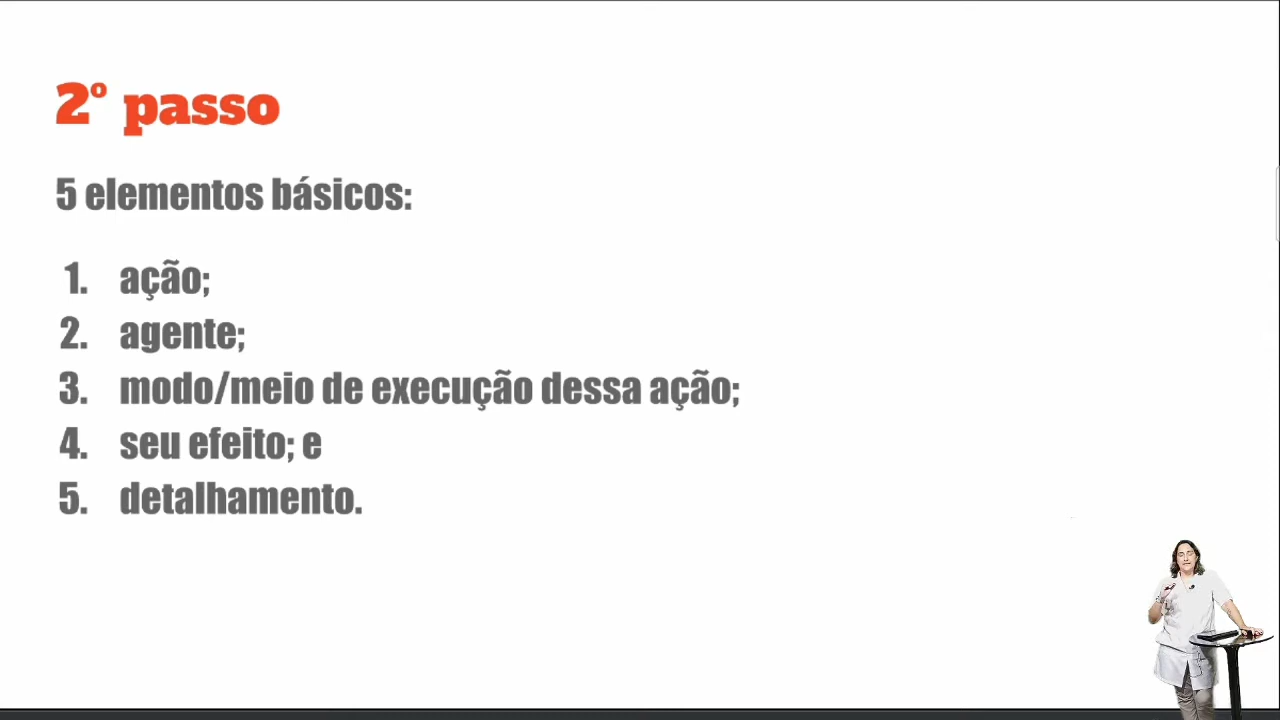 2º passo
5 elementos básicos:
1. ação;
2. agente;
3. modo/meio de execução dessa ação;
4. seu efeito; e
5. detalhamento.